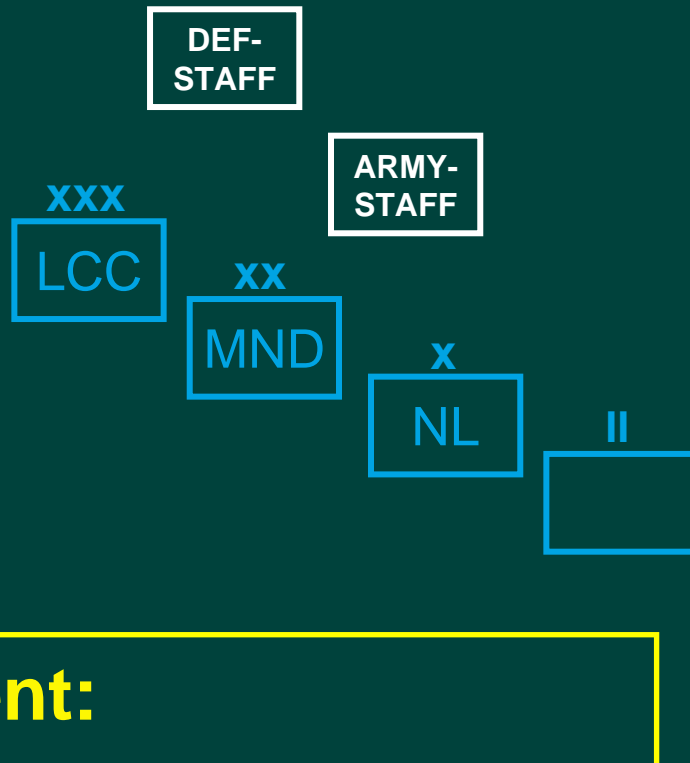 DEF-
STAFF
ARMY-
STAFF
xxx
LCC
xx
MND
x
NL
II
nt: